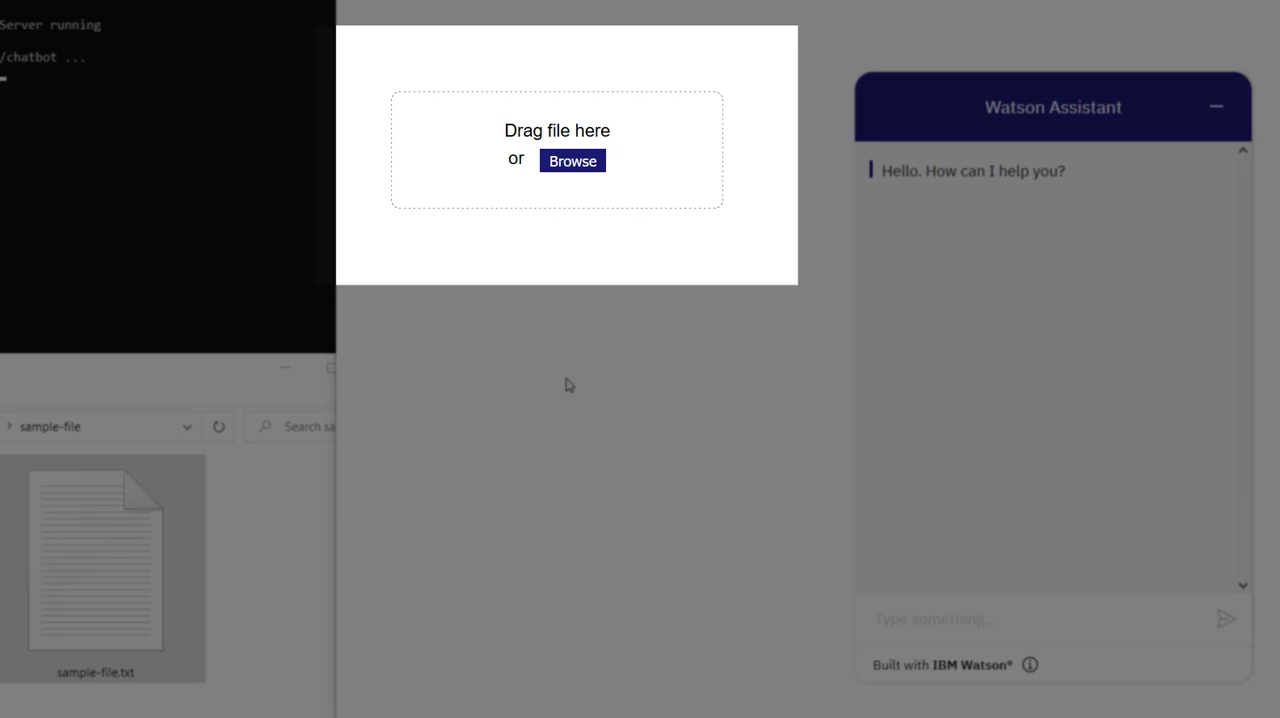 Server running
/chatbot ...
Drag file here
or Browse
Watson Assistant
Hello. How can I help you?
sample-file
Search sa
sample-file.txt
Type something...
Built with IBM Watson®